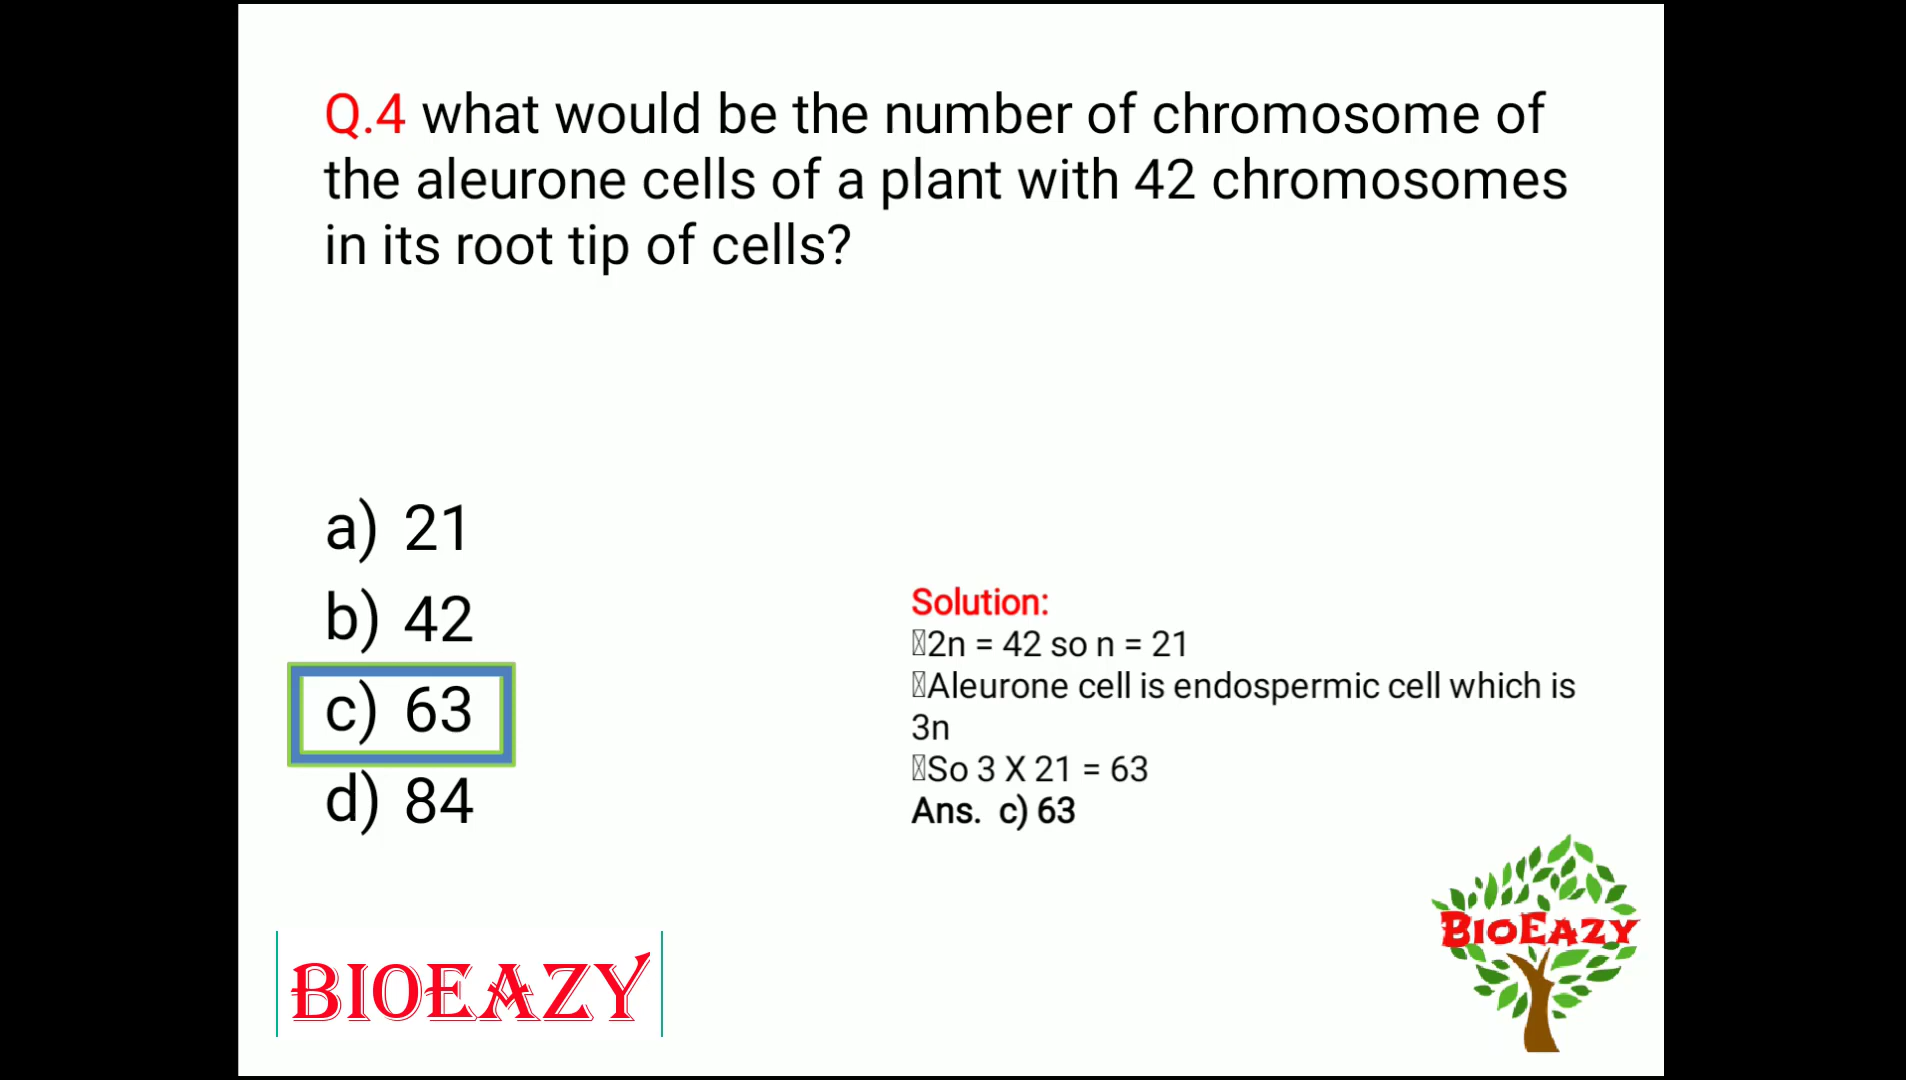 Q.4 what would be the number of chromosome of
the aleurone cells of a plant with 42 chromosomes
in its root tip of cells?
a) 21
b) 42
c) 63
d) 84
Solution:
2n = 42 so n = 21
Aleurone cell is endospermic cell which is
3n
So 3 X 21 = 63
Ans. c) 63
BIOEAZY
BIOEAZY